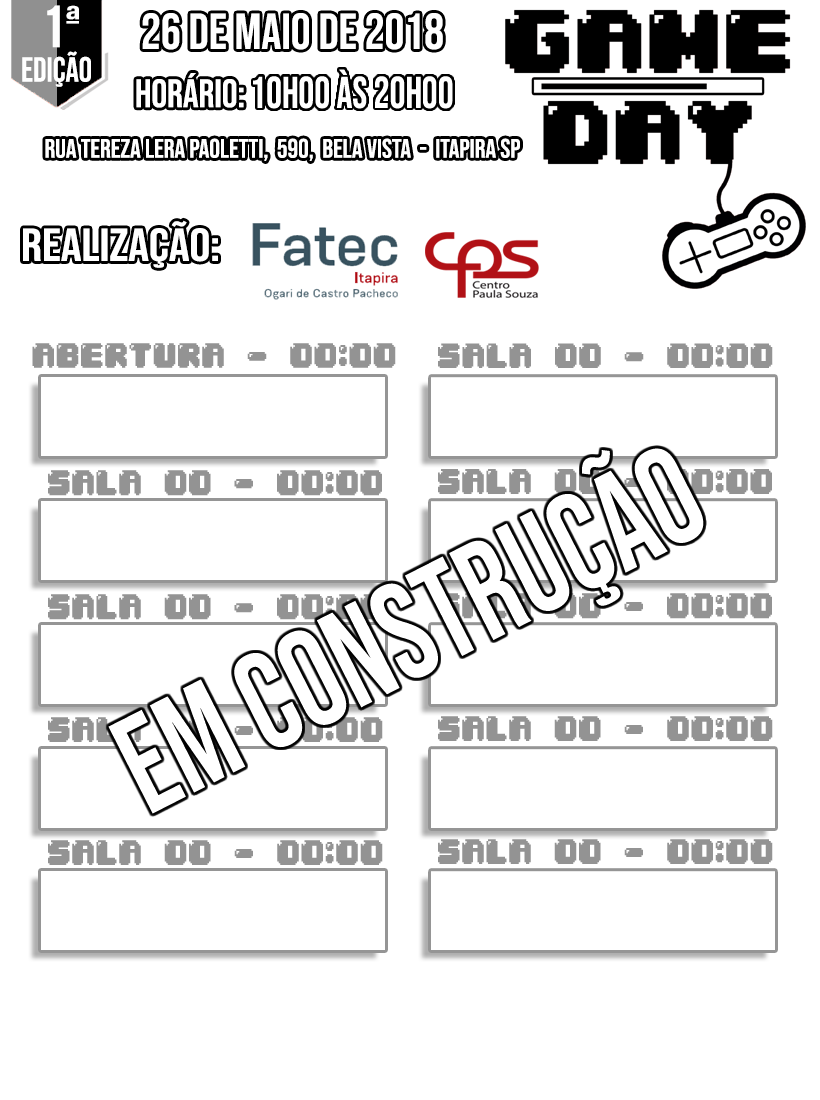 1ª
EDIÇÃO
26 DE MAIO DE 2018
HORÁRIO: 10H00 ÀS 20H00
RUA TEREZA LERA PAOLETTI, 590, BELA VISTA - ITAPIRA SP
GAME
DAY
REALIZAÇÃO:
Fatec
Itapira
Ogari de Castro Pacheco
CPS
Centro
Paula Souza
ABERTURA - 00:00
SALA 00 - 00:00
SALA 00 - 00:00
SALA 00 - 00:00
SALA 00 - 00:00
SALA 00 - 00:00
SALA 00 - 00:00
SALA 00 - 00:00
SALA 00 - 00:00
SALA 00 - 00:00
EM CONSTRUÇÃO